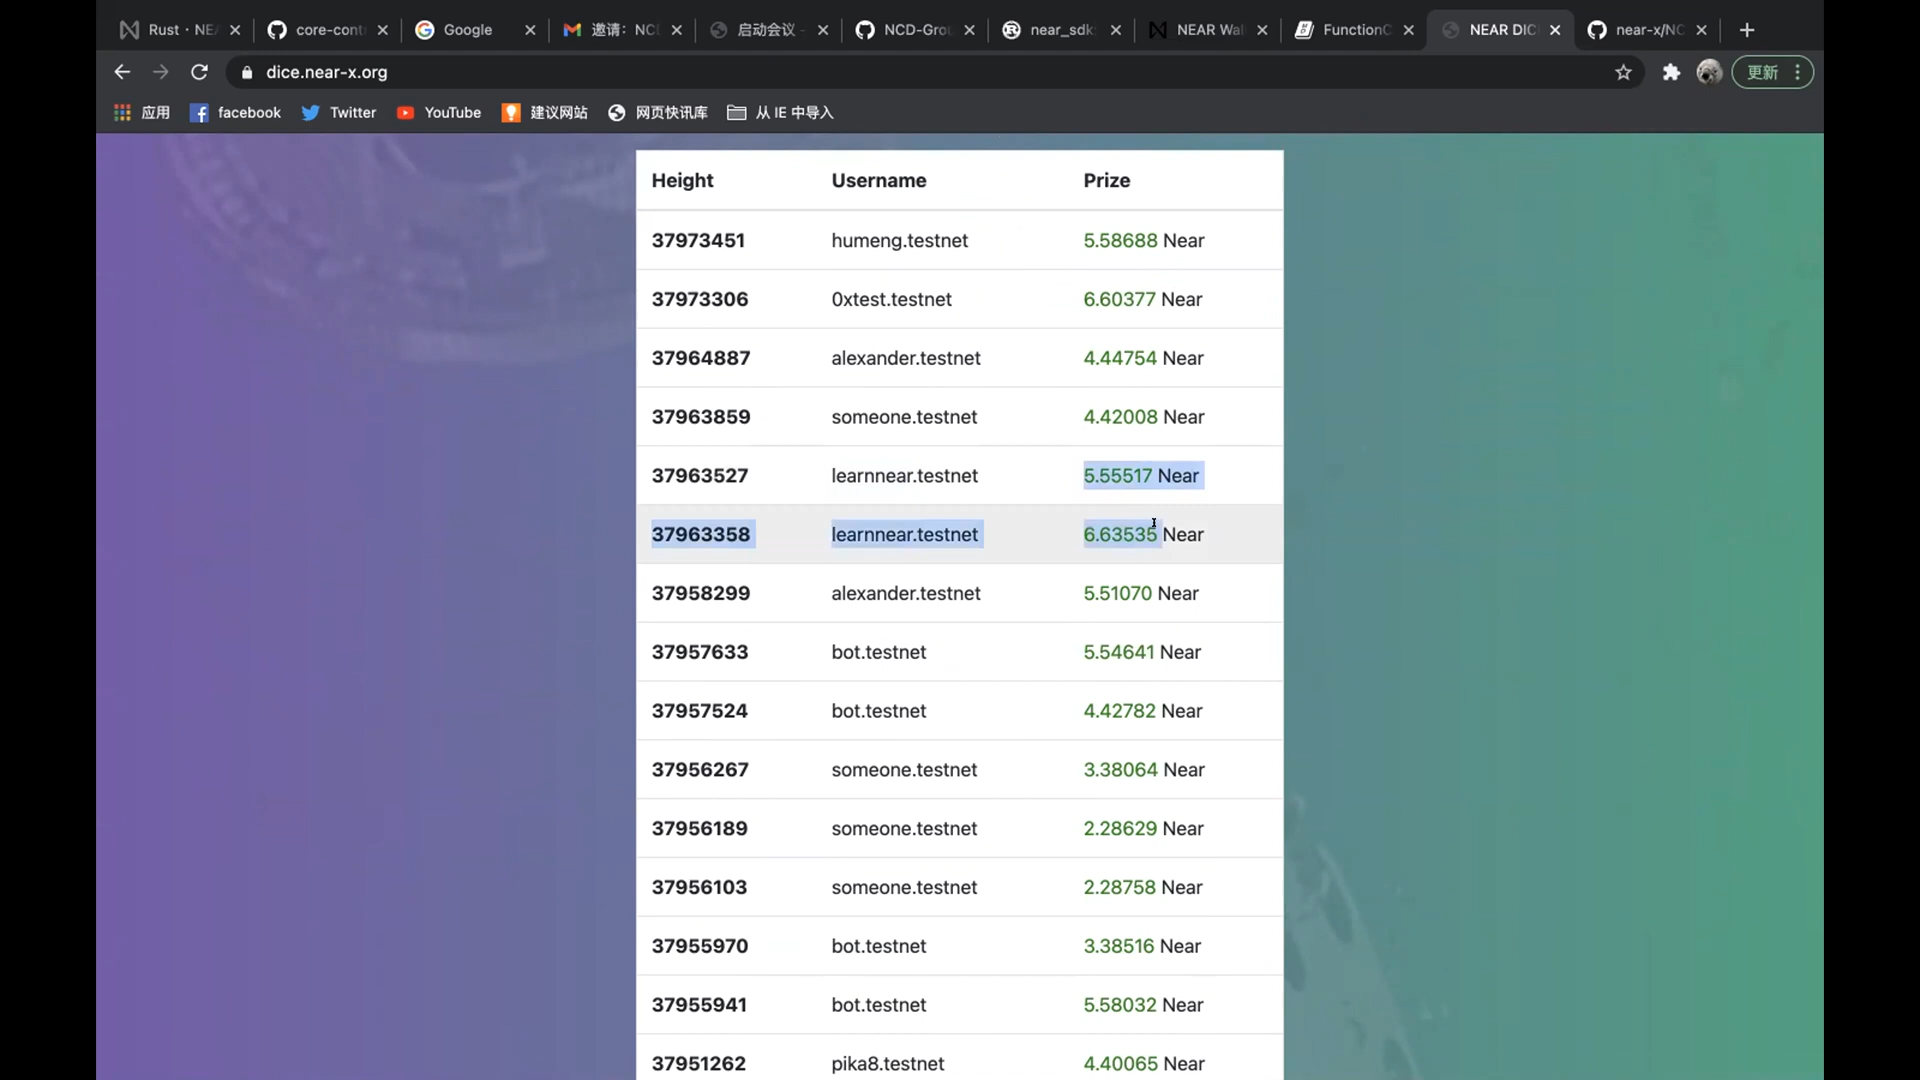 Rust · NEA core-cont Google 邀请：NCD 启动会议 - NCD-Grou near_sdk: NEAR Wal FunctionC NEAR DIC near-x/NC
dice.near-x.org 更新
应用 facebook Twitter YouTube 建议网站 网页快讯库 从 IE 中导入
Height Username Prize
37973451 humeng.testnet 5.58688 Near
37973306 0xtest.testnet 6.60377 Near
37964887 alexander.testnet 4.44754 Near
37963859 someone.testnet 4.42008 Near
37963527 learnnear.testnet 5.55517 Near
37963358 learnnear.testnet 6.63535 Near
37958299 alexander.testnet 5.51070 Near
37957633 bot.testnet 5.54641 Near
37957524 bot.testnet 4.42782 Near
37956267 someone.testnet 3.38064 Near
37956189 someone.testnet 2.28629 Near
37956103 someone.testnet 2.28758 Near
37955970 bot.testnet 3.38516 Near
37955941 bot.testnet 5.58032 Near
37951262 pika8.testnet 4.40065 Near